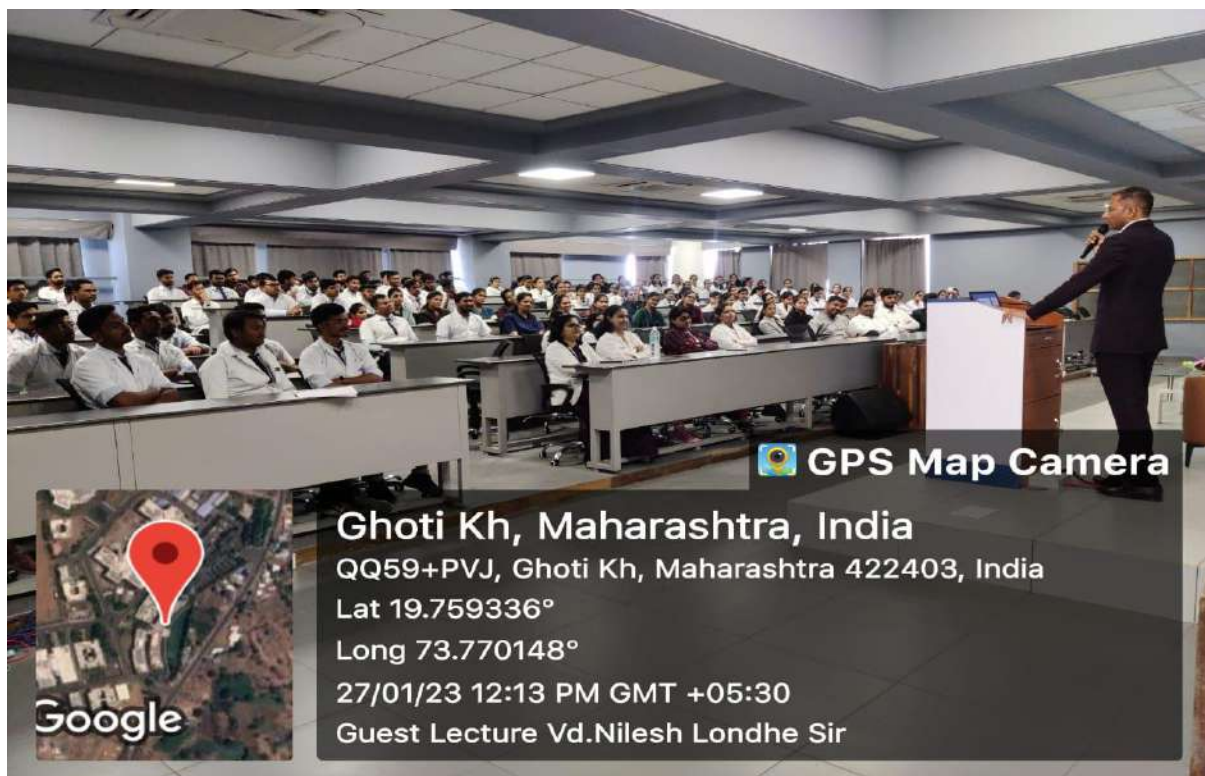 GPS Map Camera
Ghoti Kh, Maharashtra, India
QQ59+PVJ, Ghoti Kh, Maharashtra 422403, India
Lat 19.759336°
Long 73.770148°
27/01/23 12:13 PM GMT +05:30
Guest Lecture Vd.Nilesh Londhe Sir
Google